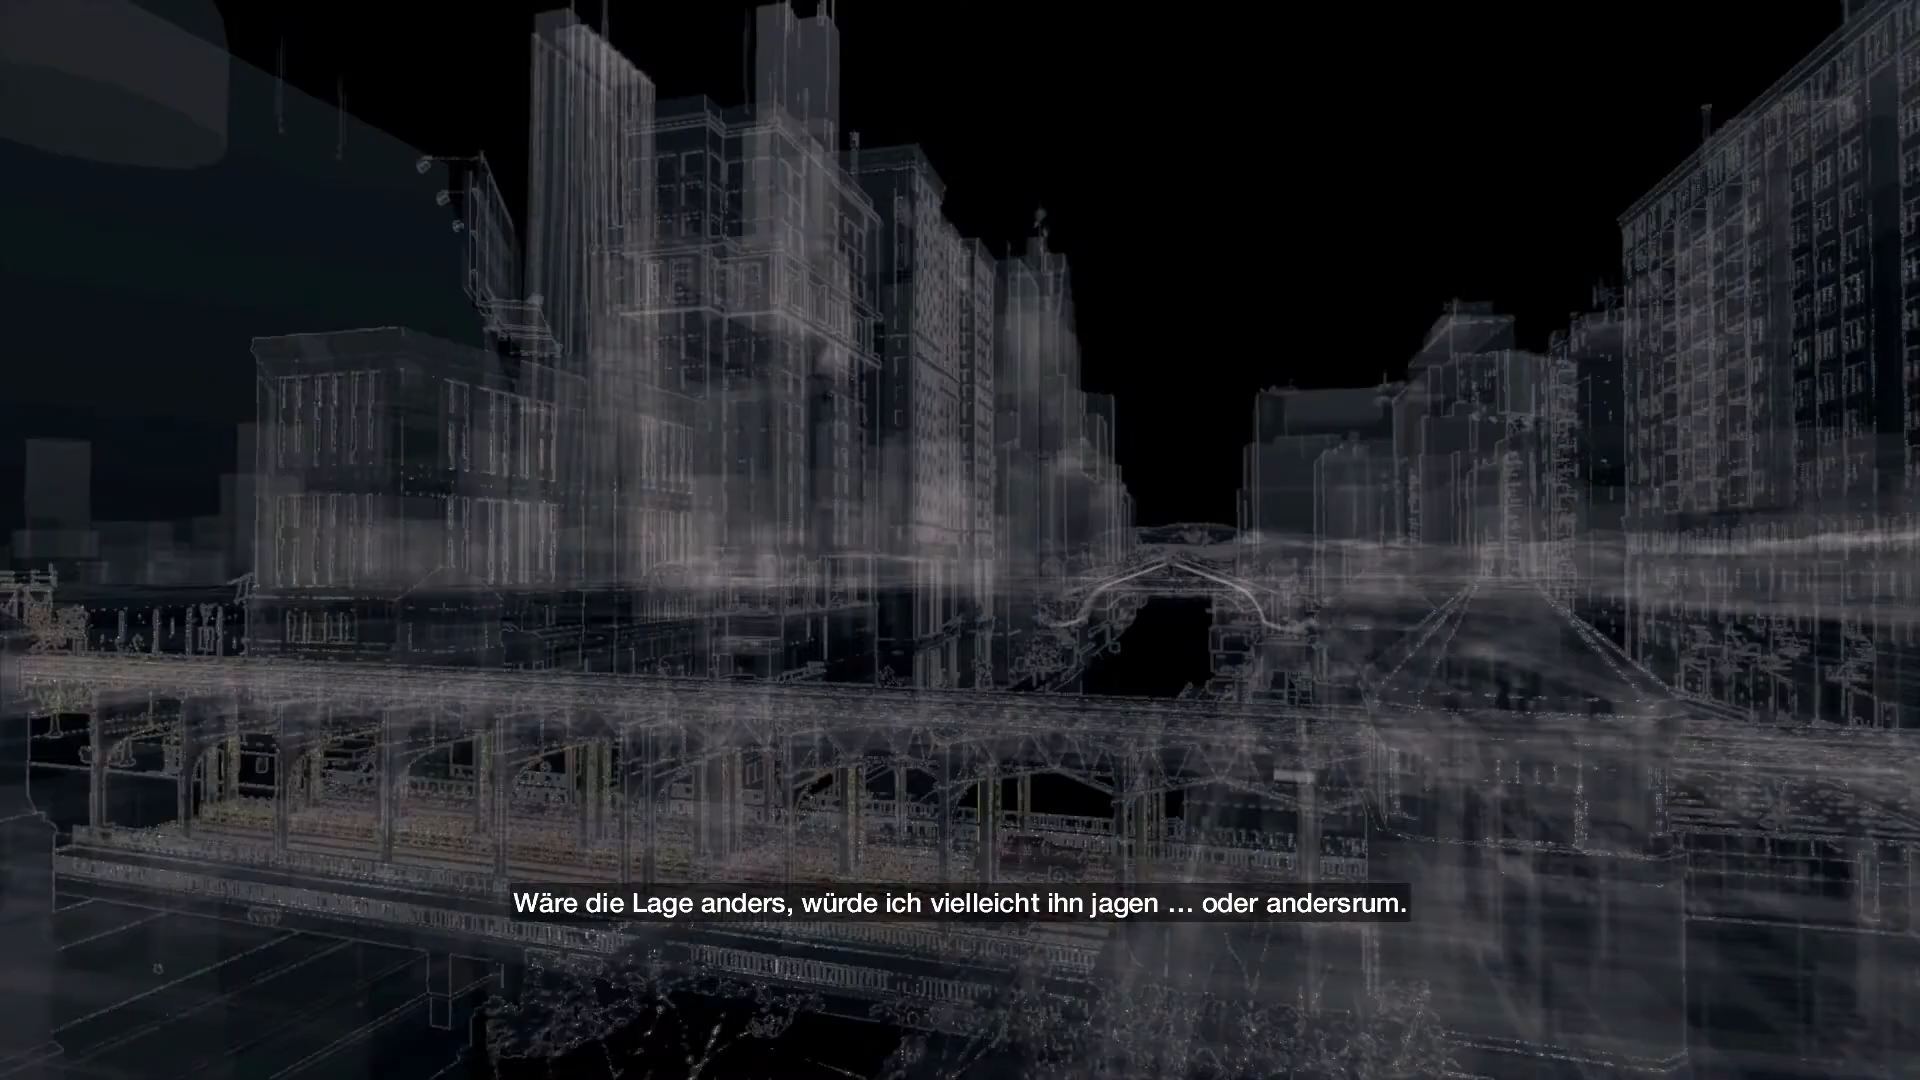 Wäre die Lage anders, würde ich vielleicht ihn jagen … oder andersrum.